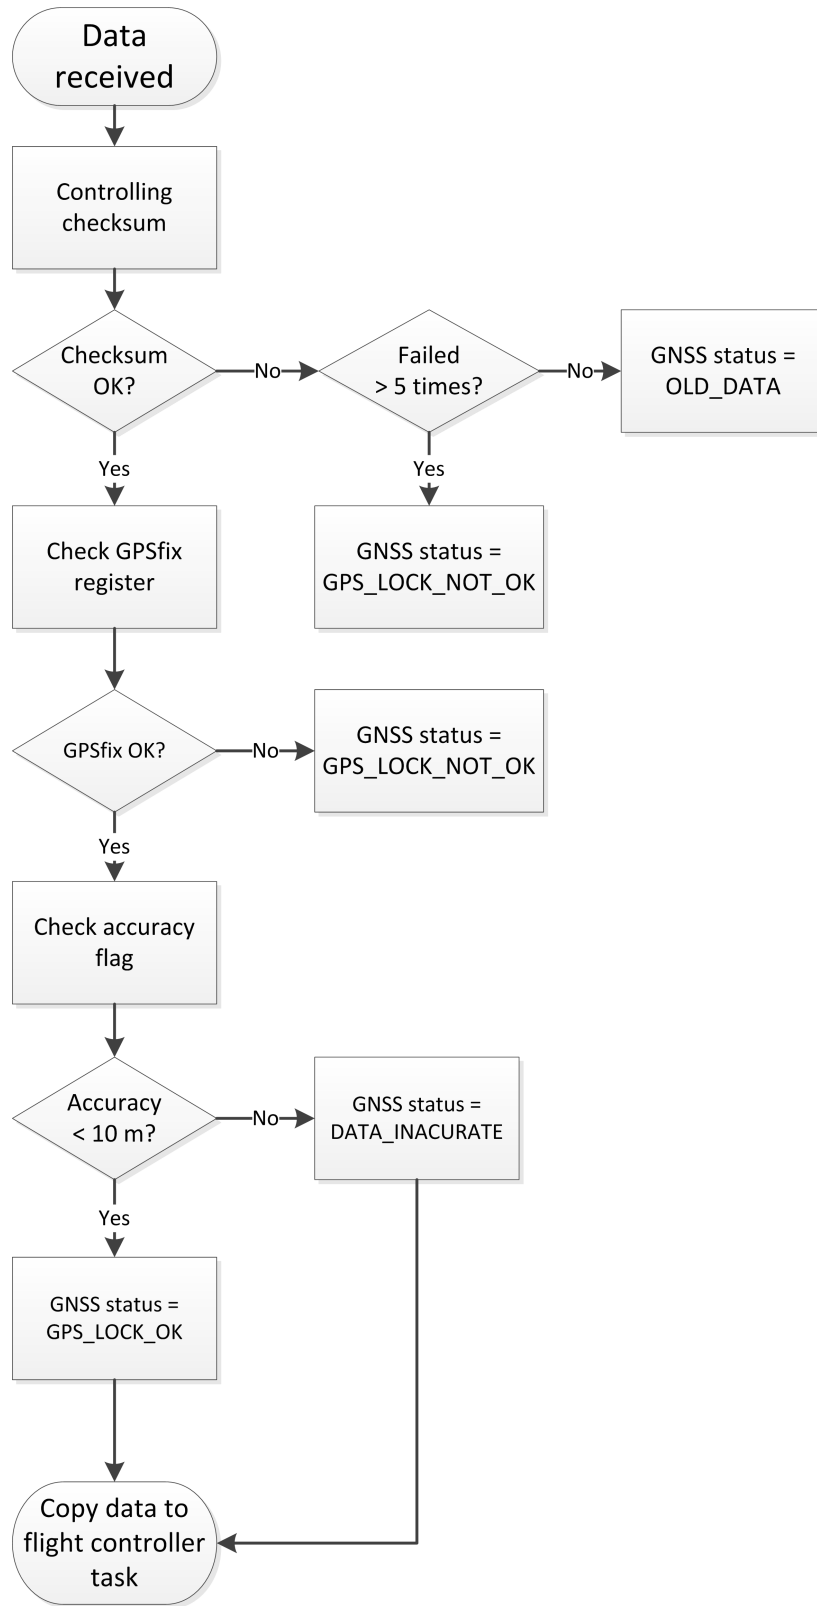 Data
received
Controlling
checksum
Checksum
OK?
No
Failed
> 5 times?
No
GNSS status =
OLD_DATA
Yes
Yes
Check GPSfix
register
GNSS status =
GPS_LOCK_NOT_OK
GPSfix OK?
No
GNSS status =
GPS_LOCK_NOT_OK
Yes
Check accuracy
flag
Accuracy
< 10 m?
No
GNSS status =
DATA_INACURATE
Yes
GNSS status =
GPS_LOCK_OK
Copy data to
flight controller
task